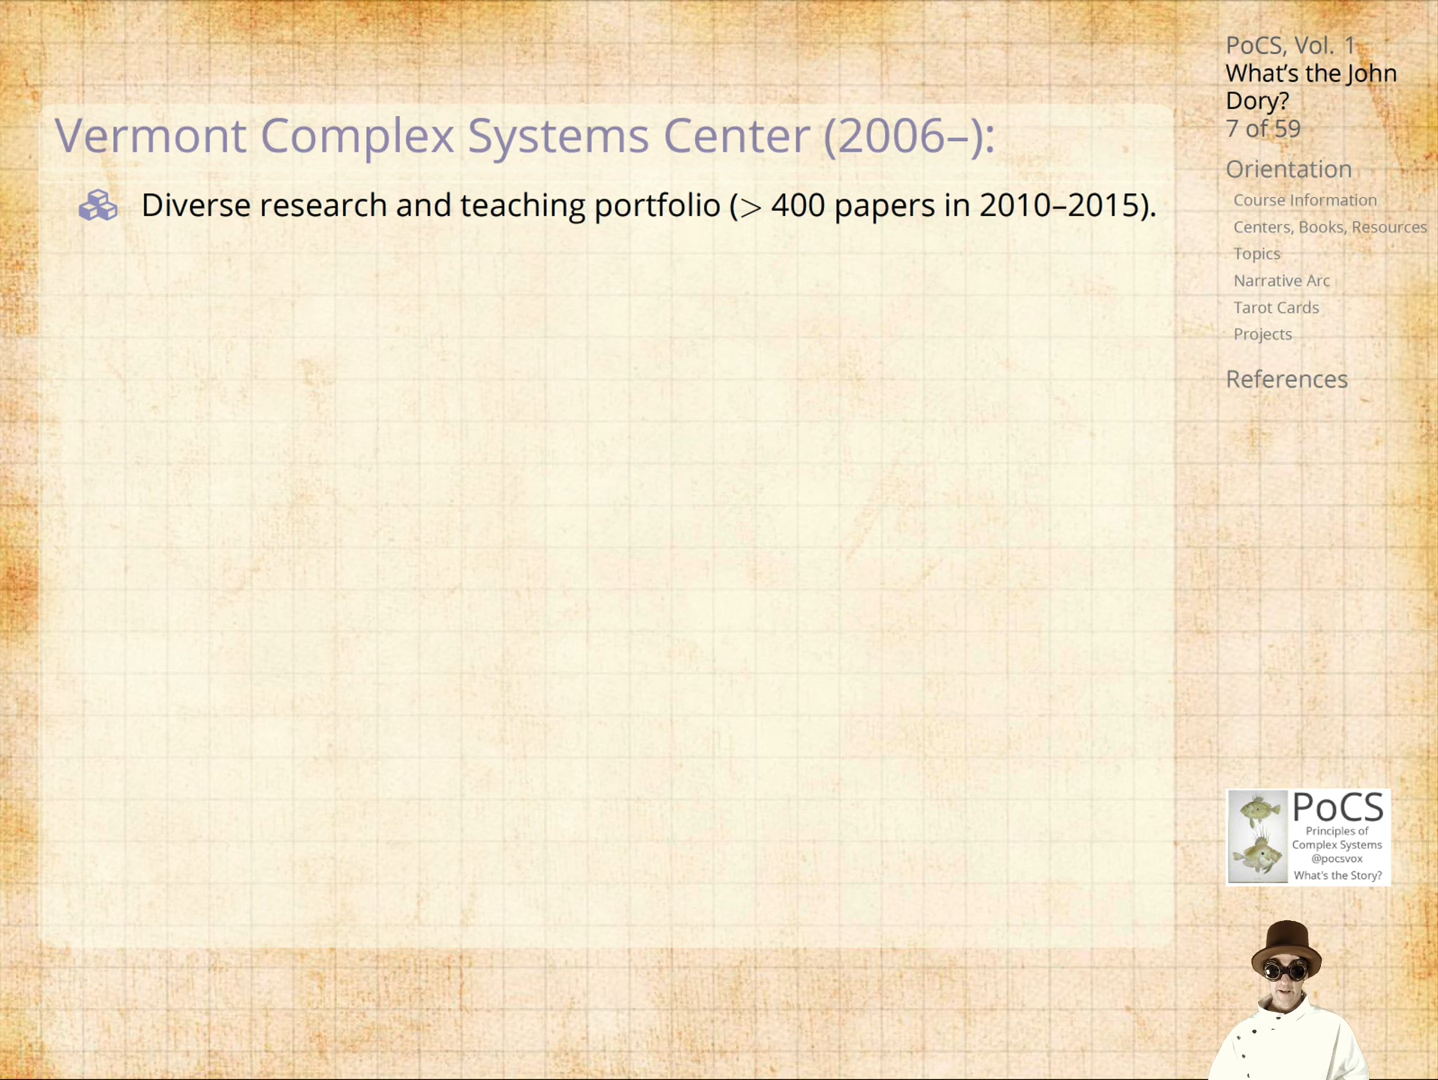 Vermont Complex Systems Center (2006–):
Diverse research and teaching portfolio (> 400 papers in 2010–2015).
PoCS, Vol. 1
What's the John
Dory?
7 of 59
Orientation
Course Information
Centers, Books, Resources
Topics
Narrative Arc
Tarot Cards
Projects
References
PoCS
Principles of
Complex Systems
@pocsvox
What's the Story?